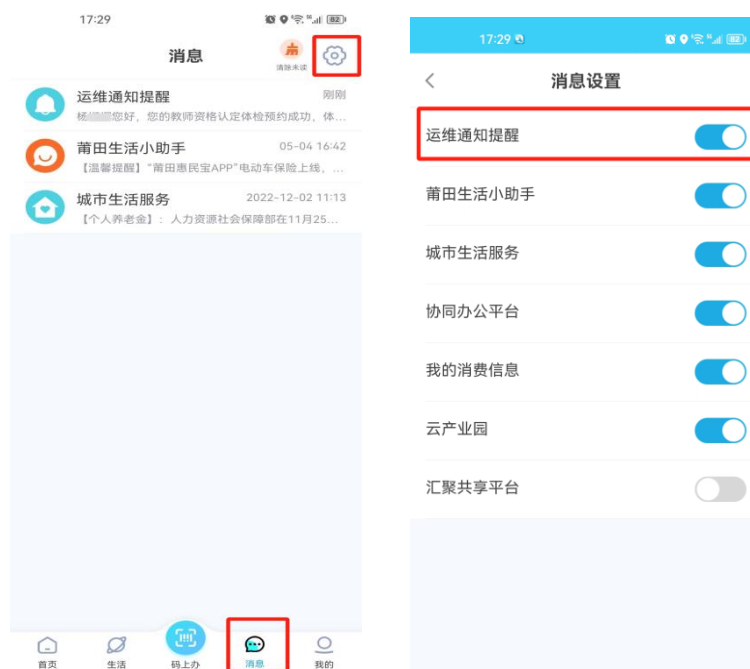 17:29
82
消息
清除未读
运维通知提醒
刚刚
杨 您好，您的教师资格认定体检预约成功，体...
莆田生活小助手
05-04 16:42
【温馨提醒】“莆田惠民宝APP”电动车保险上线，...
城市生活服务
2022-12-02 11:13
【个人养老金】：人力资源社会保障部在11月25...
首页
生活
码上办
消息
我的
17:29
82
消息设置
运维通知提醒
莆田生活小助手
城市生活服务
协同办公平台
我的消费信息
云产业园
汇聚共享平台